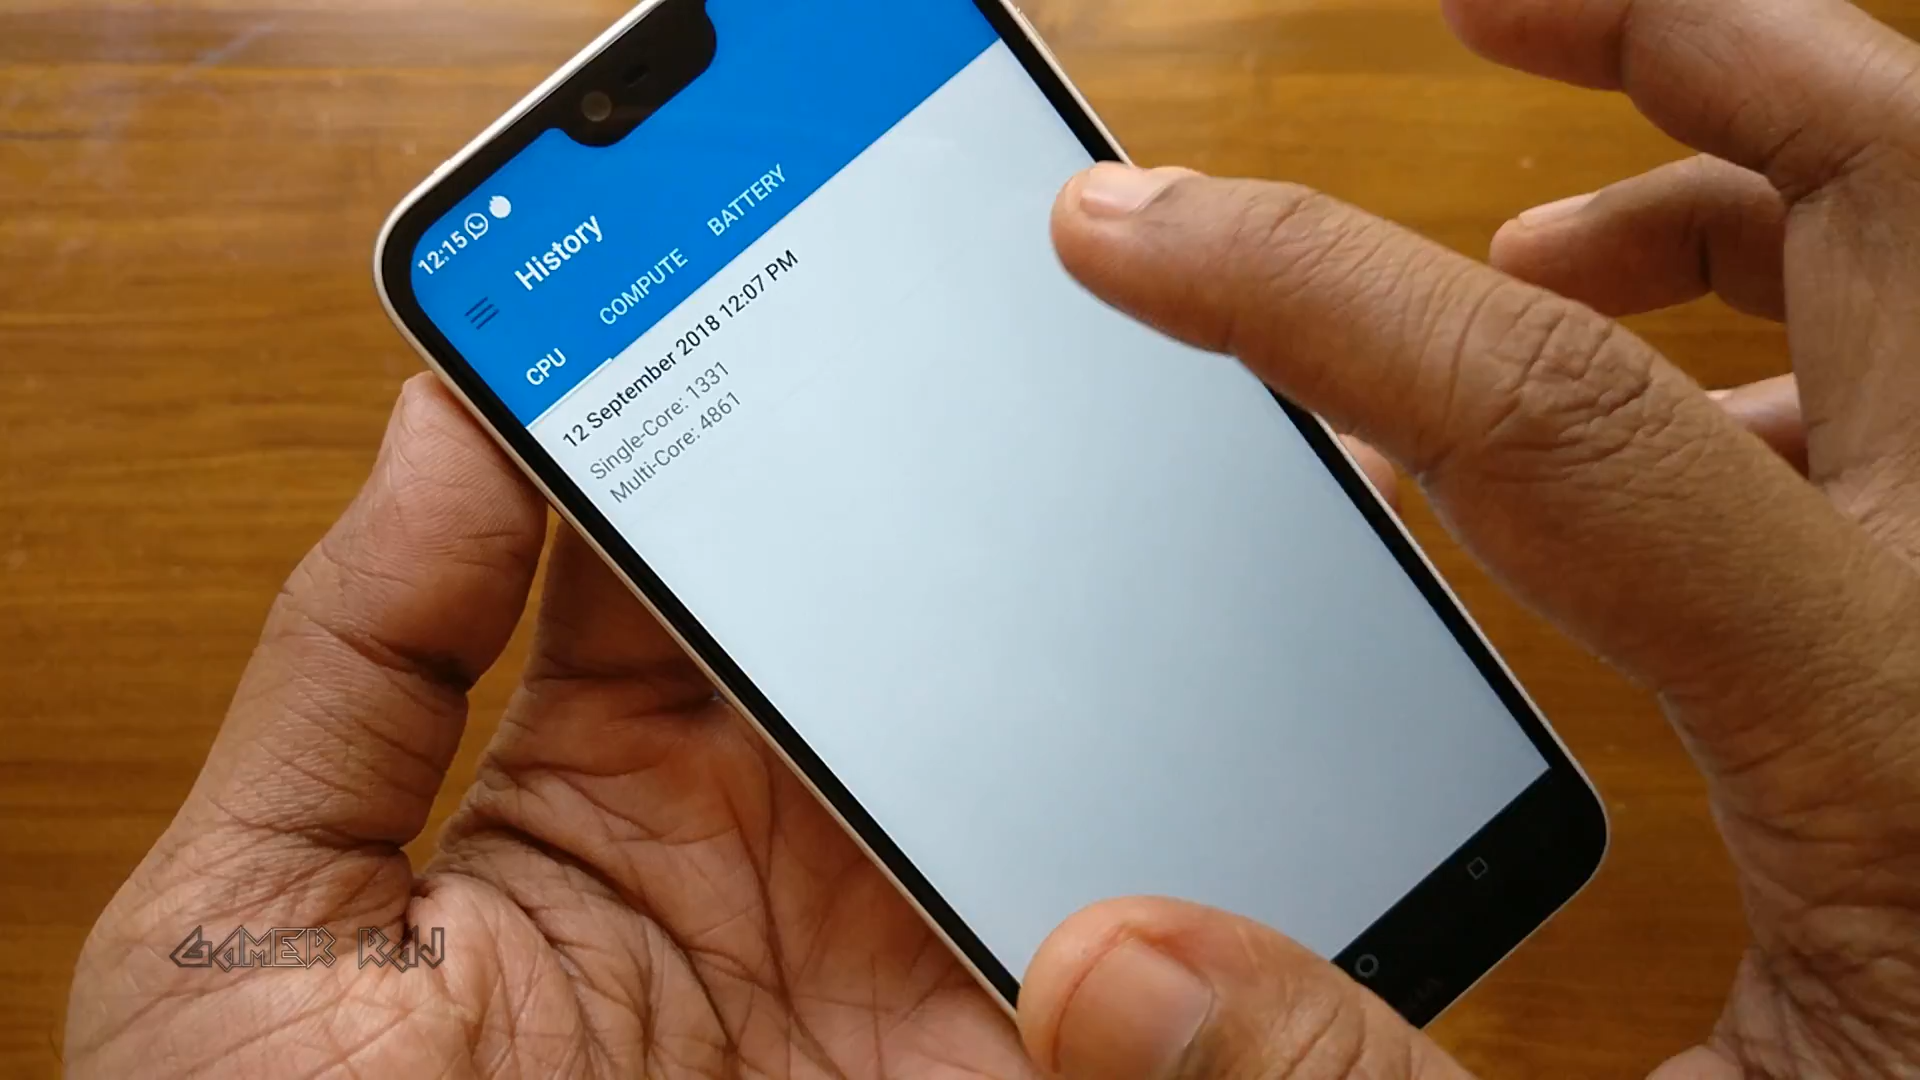 12:15
History
CPU COMPUTE BATTERY
12 September 2018 12:07 PM
Single-Core: 1331
Multi-Core: 4861
GAMER RAJ